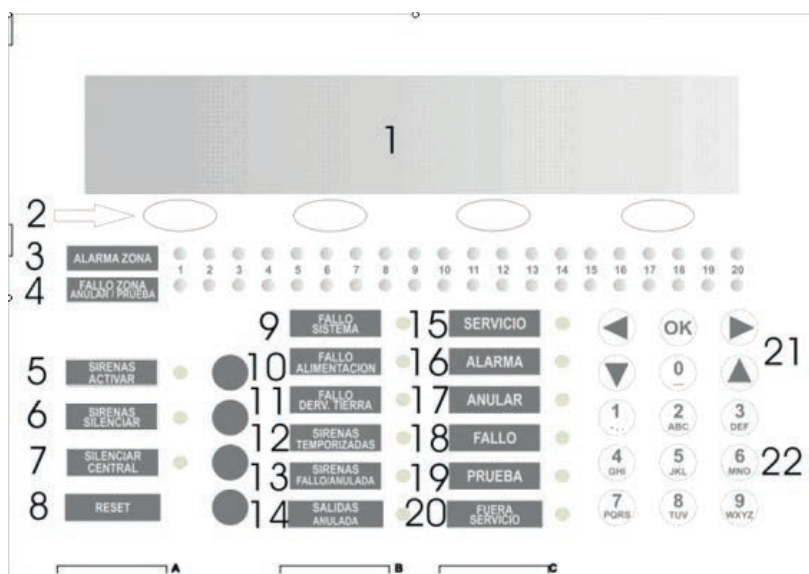 1
2
3 ALARMA ZONA
1 2 3 4 5 6 7 8 9 10 11 12 13 14 15 16 17 18 19 20
4 FALLO ZONA
ANULAR / PRUEBA
5 SIRENAS
ACTIVAR
6 SIRENAS
SILENCIAR
7 SILENCIAR
CENTRAL
8 RESET
9 FALLO
SISTEMA
10 FALLO
ALIMENTACION
11 FALLO
DERV. TIERRA
12 SIRENAS
TEMPORIZADAS
13 SIRENAS
FALLO/ANULADA
14 SALIDAS
ANULADA
15 SERVICIO
16 ALARMA
17 ANULAR
18 FALLO
19 PRUEBA
20 FUERA
SERVICIO
OK
21
0
_
1 2 3
-,. ABC DEF
4 5 6
GHI JKL MNO
22
7 8 9
PQRS TUV WXYZ
A B C